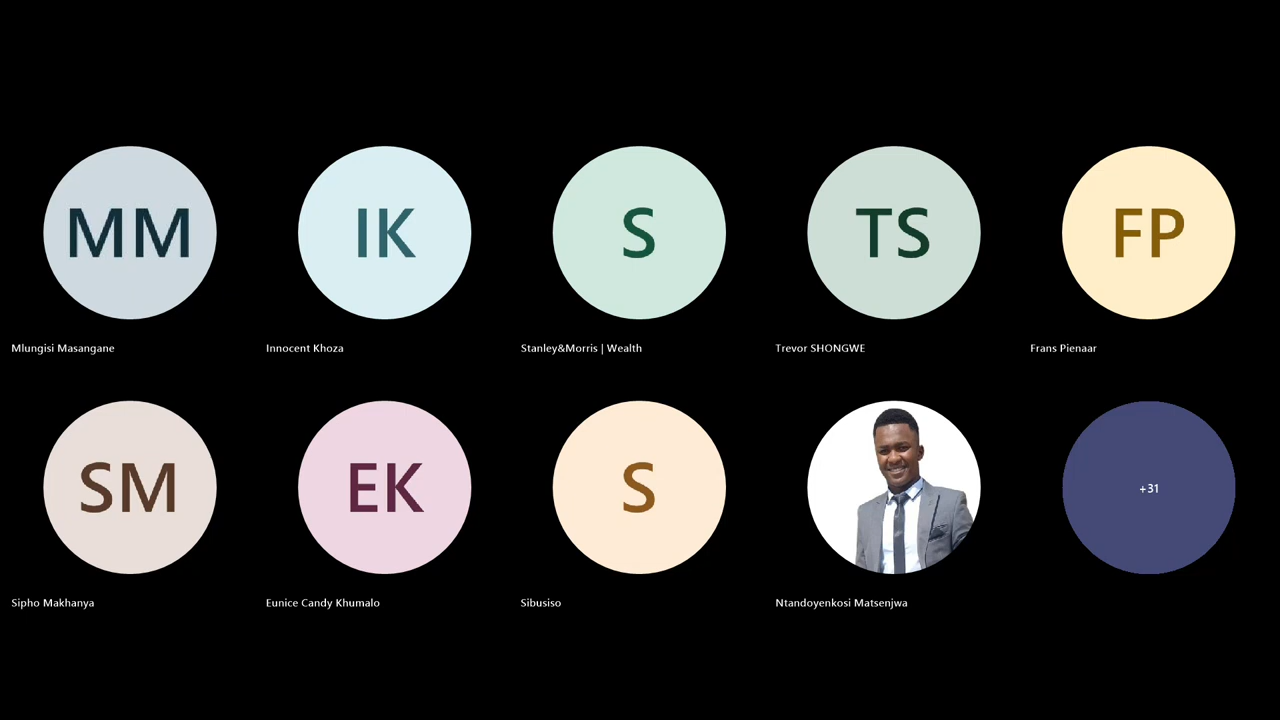 MM
IK
S
TS
FP
Mlungisi Masangane
Innocent Khoza
Stanley&Morris | Wealth
Trevor SHONGWE
Frans Pienaar
SM
EK
S
+31
Sipho Makhanya
Eunice Candy Khumalo
Sibusiso
Ntandoyenkosi Matsenjwa